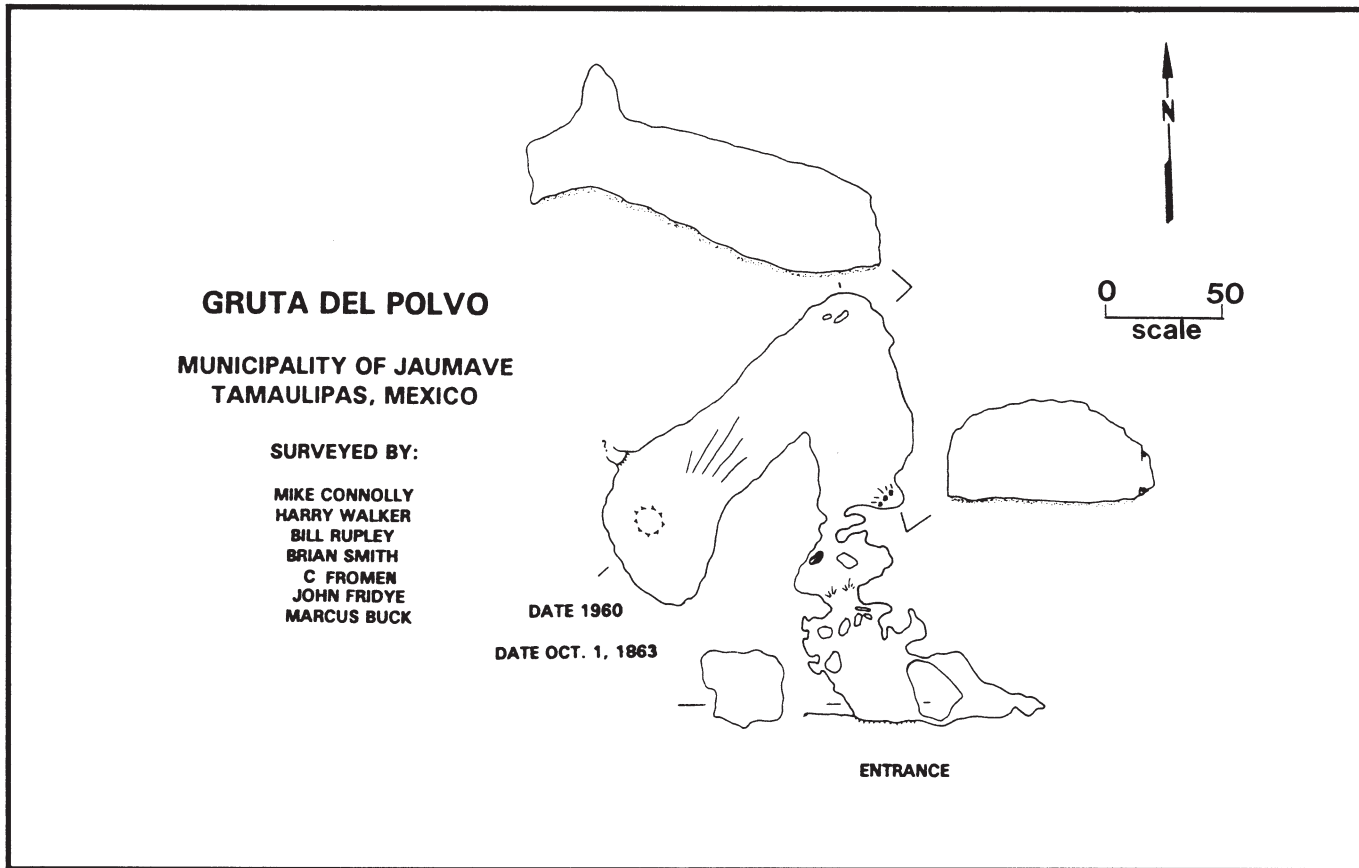 GRUTA DEL POLVO
MUNICIPALITY OF JAUMAVE
TAMAULIPAS, MEXICO
SURVEYED BY:
MIKE CONNOLLY
HARRY WALKER
BILL RUPLEY
BRIAN SMITH
C FROMEN
JOHN FRIDYE
MARCUS BUCK
DATE 1960
DATE OCT. 1, 1863
N
0 50
scale
?
ENTRANCE